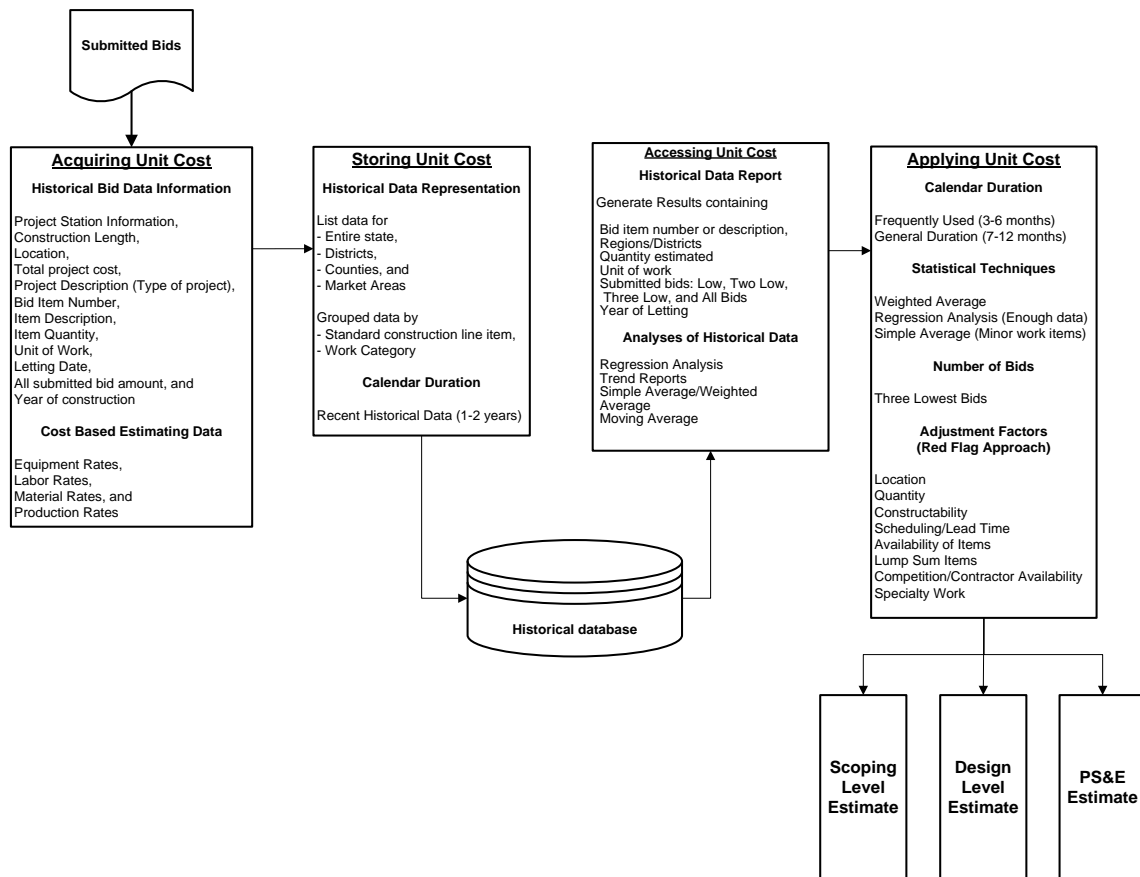 Submitted Bids
Acquiring Unit Cost
Historical Bid Data Information
Project Station Information,
Construction Length,
Location,
Total project cost,
Project Description (Type of project),
Bid Item Number,
Item Description,
Item Quantity,
Unit of Work,
Letting Date,
All submitted bid amount, and
Year of construction
Cost Based Estimating Data
Equipment Rates,
Labor Rates,
Material Rates, and
Production Rates
Storing Unit Cost
Historical Data Representation
List data for
- Entire state,
- Districts,
- Counties, and
- Market Areas
Grouped data by
- Standard construction line item,
- Work Category
Calendar Duration
Recent Historical Data (1-2 years)
Historical database
Accessing Unit Cost
Historical Data Report
Generate Results containing
Bid item number or description,
Regions/Districts
Quantity estimated
Unit of work
Submitted bids: Low, Two Low,
Three Low, and All Bids
Year of Letting
Analyses of Historical Data
Regression Analysis
Trend Reports
Simple Average/Weighted
Average
Moving Average
Applying Unit Cost
Calendar Duration
Frequently Used (3-6 months)
General Duration (7-12 months)
Statistical Techniques
Weighted Average
Regression Analysis (Enough data)
Simple Average (Minor work items)
Number of Bids
Three Lowest Bids
Adjustment Factors
(Red Flag Approach)
Location
Quantity
Constructability
Scheduling/Lead Time
Availability of Items
Lump Sum Items
Competition/Contractor Availability
Specialty Work
Scoping
Level
Estimate
Design
Level
Estimate
PS&E
Estimate